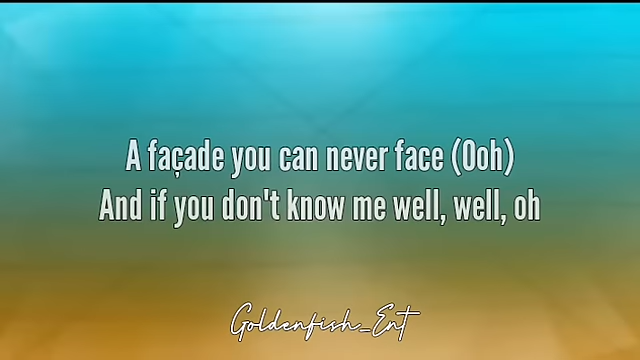 A façade you can never face (Ooh)
And if you don't know me well, well, oh
Goldenfish_Ent